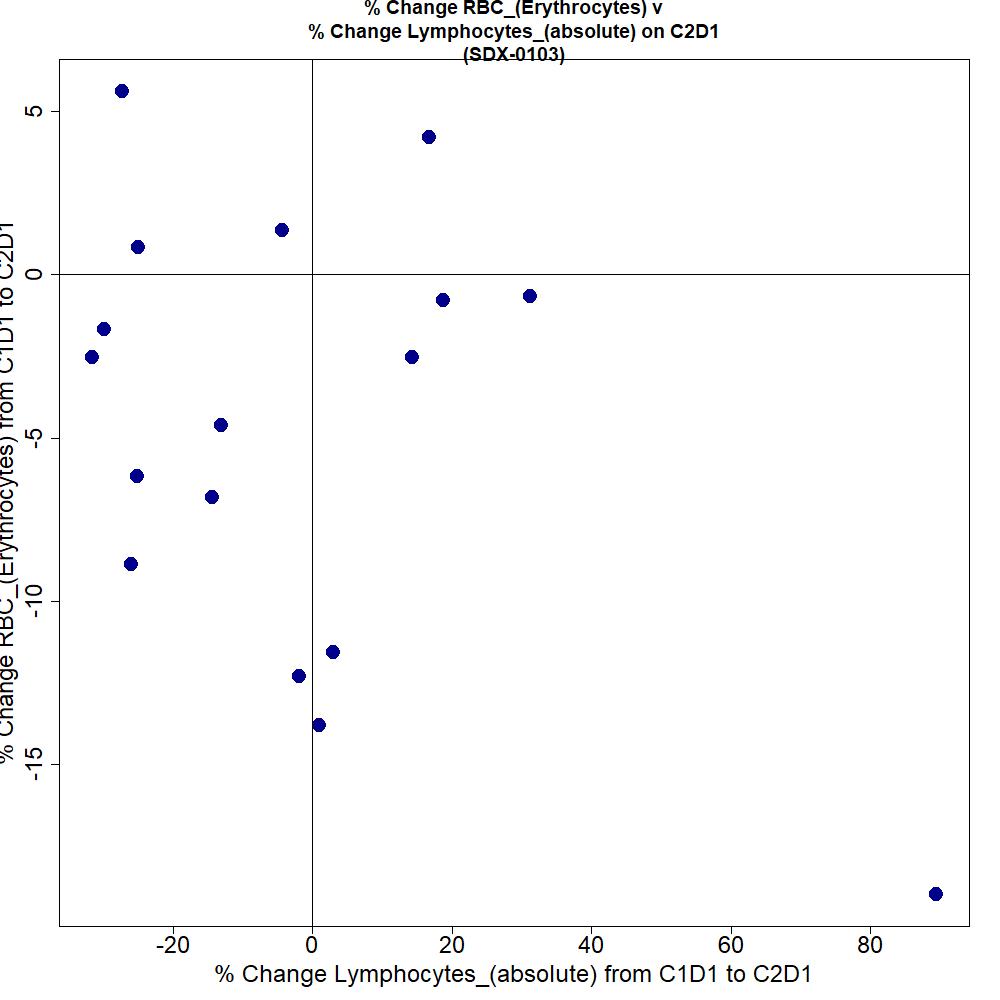 % Change RBC_(Erythrocytes) v
% Change Lymphocytes_(absolute) on C2D1
(SDX-0103)
% Change RBC_(Erythrocytes) from C1D1 to C2D1
5
0
-5
-10
-15
-20
0
20
40
60
80
% Change Lymphocytes_(absolute) from C1D1 to C2D1